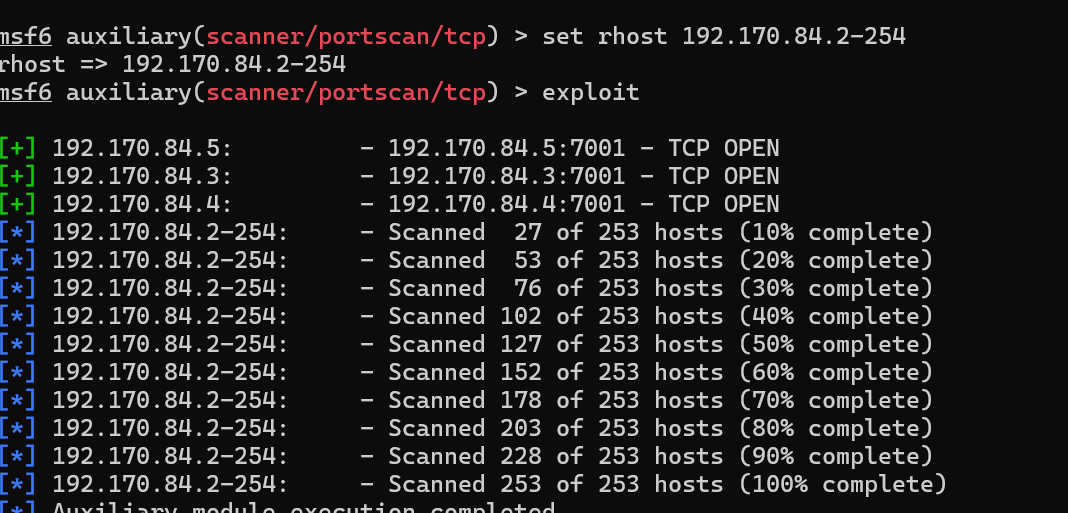 msf6 auxiliary(scanner/portscan/tcp) > set rhost 192.170.84.2-254
rhost => 192.170.84.2-254
msf6 auxiliary(scanner/portscan/tcp) > exploit
[+] 192.170.84.5:         - 192.170.84.5:7001 - TCP OPEN
[+] 192.170.84.3:         - 192.170.84.3:7001 - TCP OPEN
[+] 192.170.84.4:         - 192.170.84.4:7001 - TCP OPEN
[*] 192.170.84.2-254:     - Scanned  27 of 253 hosts (10% complete)
[*] 192.170.84.2-254:     - Scanned  53 of 253 hosts (20% complete)
[*] 192.170.84.2-254:     - Scanned  76 of 253 hosts (30% complete)
[*] 192.170.84.2-254:     - Scanned 102 of 253 hosts (40% complete)
[*] 192.170.84.2-254:     - Scanned 127 of 253 hosts (50% complete)
[*] 192.170.84.2-254:     - Scanned 152 of 253 hosts (60% complete)
[*] 192.170.84.2-254:     - Scanned 178 of 253 hosts (70% complete)
[*] 192.170.84.2-254:     - Scanned 203 of 253 hosts (80% complete)
[*] 192.170.84.2-254:     - Scanned 228 of 253 hosts (90% complete)
[*] 192.170.84.2-254:     - Scanned 253 of 253 hosts (100% complete)
[*] Auxiliary module execution completed